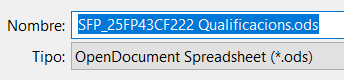 Nombre: SFP_25FP43CF222 Qualificacions.ods
Tipo: OpenDocument Spreadsheet (*.ods)